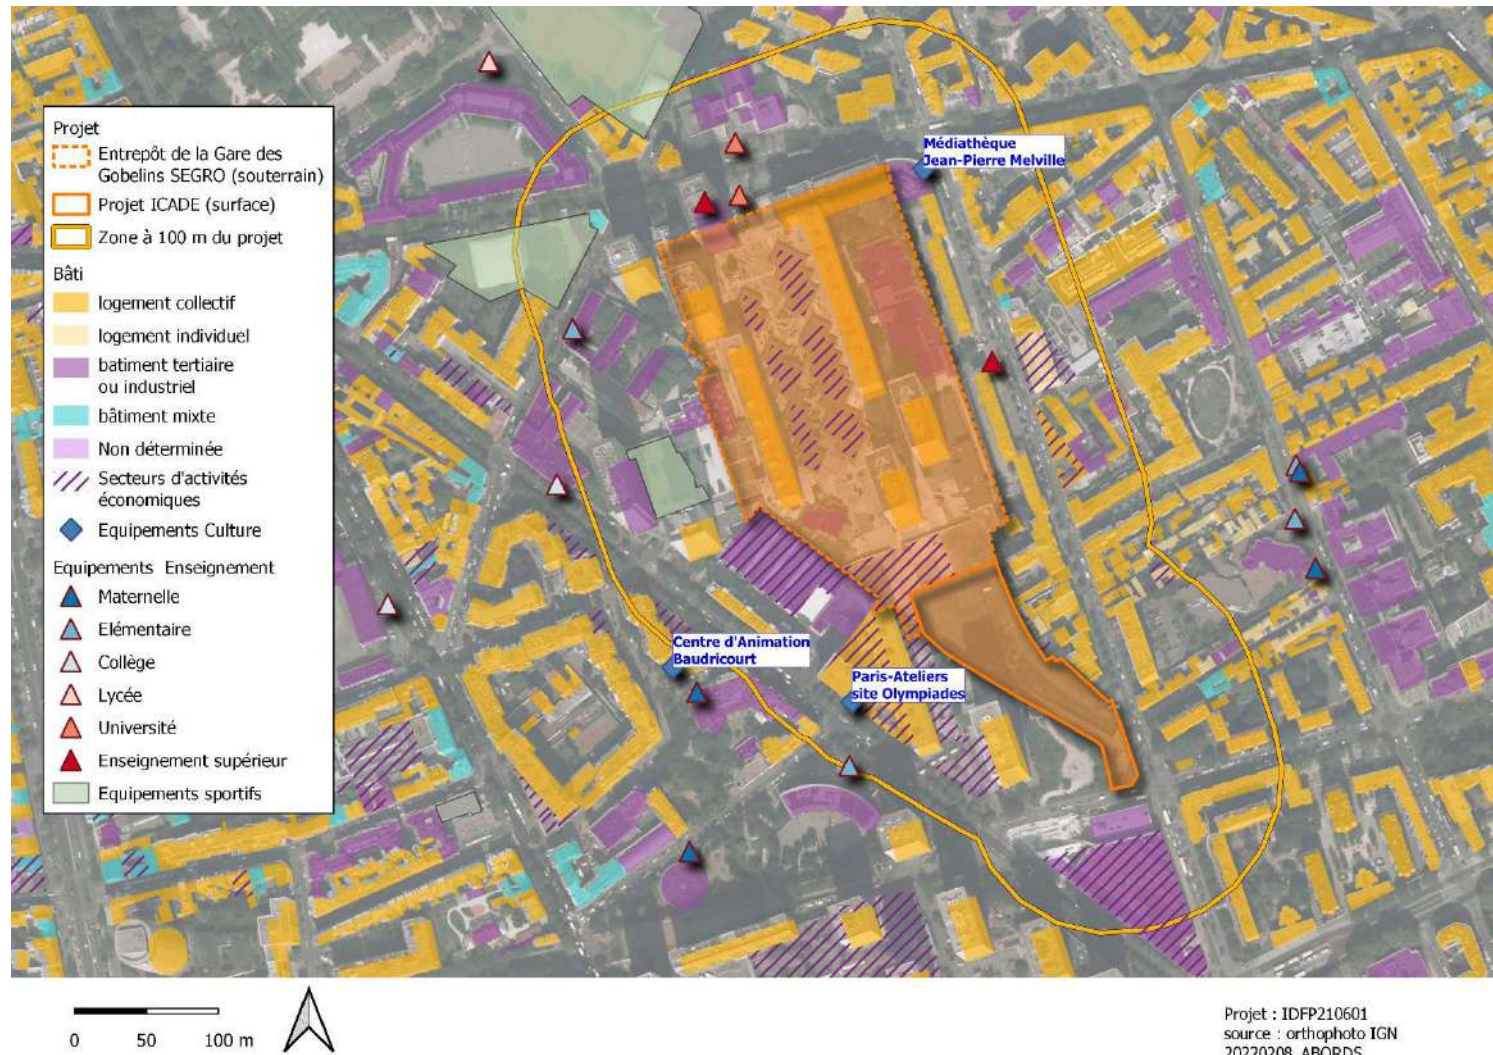 Projet
Entrepôt de la Gare des
Gobelins SEGRO (souterrain)
Projet ICADE (surface)
Zone à 100 m du projet
Bâti
logement collectif
logement individuel
batiment tertiaire
ou industriel
bâtiment mixte
Non déterminée
Secteurs d'activités
économiques
Equipements Culture
Equipements Enseignement
Maternelle
Elémentaire
Collège
Lycée
Université
Enseignement supérieur
Equipements sportifs
Médiathèque
Jean-Pierre Melville
Centre d'Animation
Baudricourt
Paris-Ateliers
site Olympiades
0 50 100 m
Projet : IDFP210601
source : orthophoto IGN
20220208_ABORDS